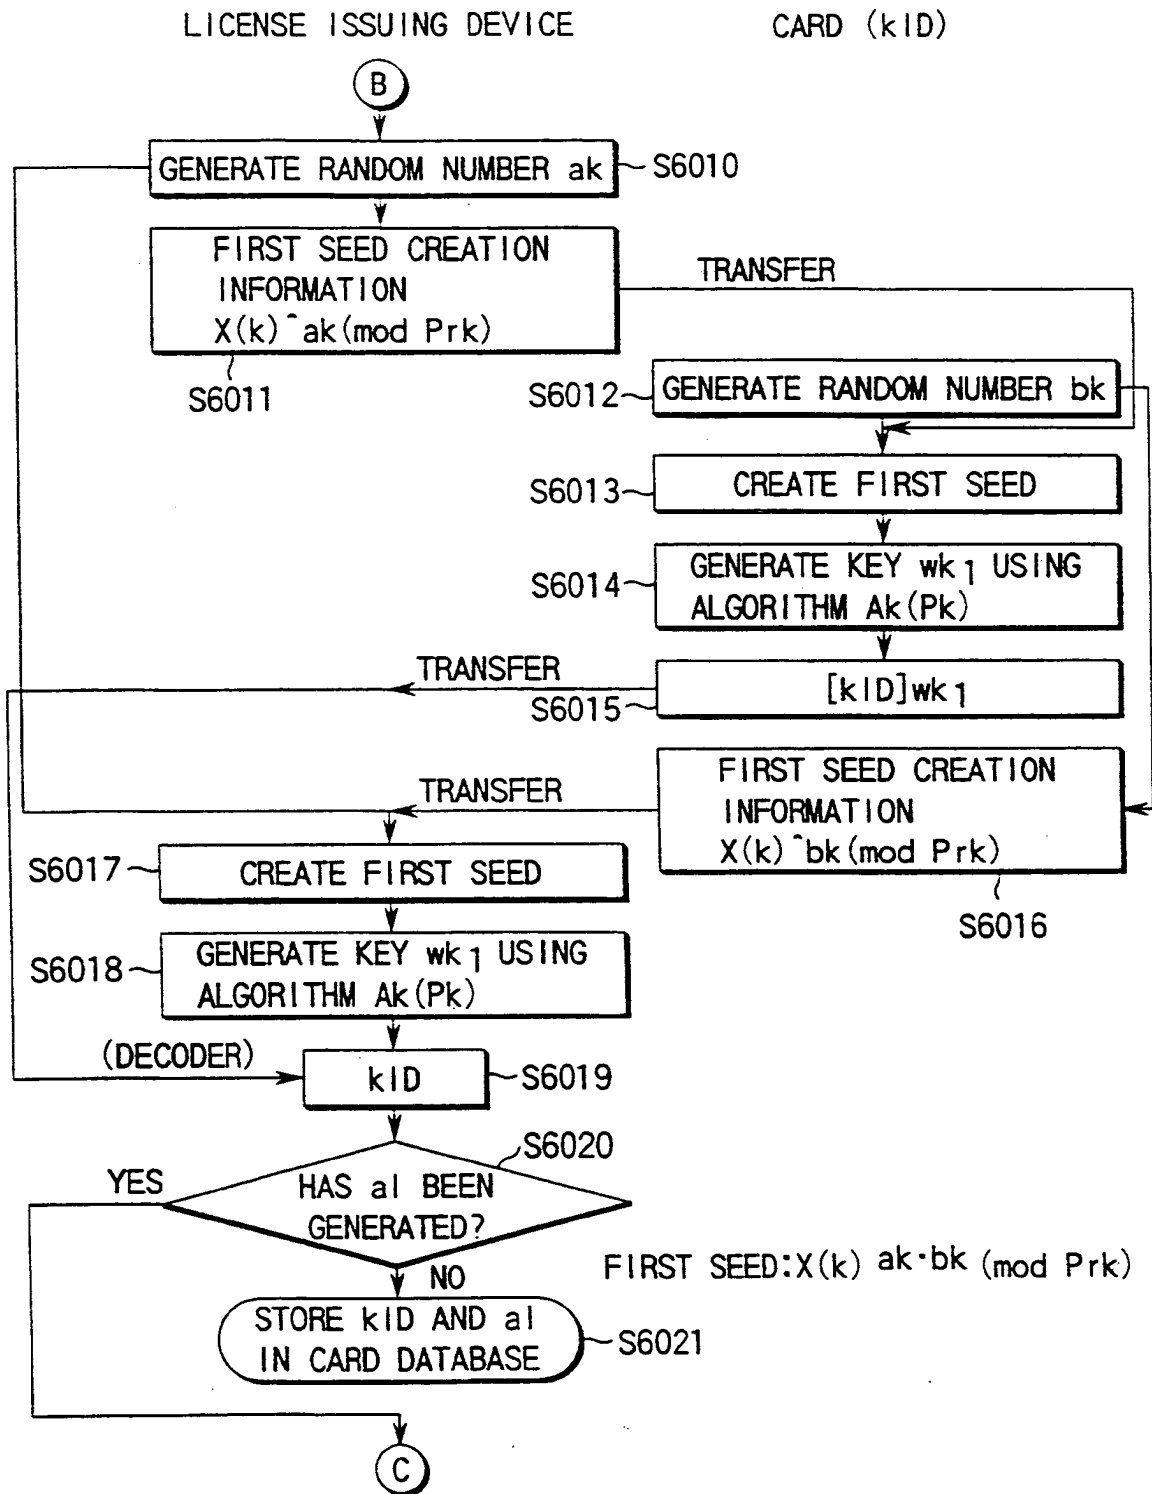 LICENSE ISSUING DEVICE
CARD (kID)
B
GENERATE RANDOM NUMBER ak
S6010
FIRST SEED CREATION
INFORMATION
X(k)^ak(mod Prk)
TRANSFER
S6011
S6012
GENERATE RANDOM NUMBER bk
S6013
CREATE FIRST SEED
S6014
GENERATE KEY wk1 USING
ALGORITHM Ak(Pk)
TRANSFER
S6015
[kID]wk1
TRANSFER
FIRST SEED CREATION
INFORMATION
X(k)^bk(mod Prk)
S6016
S6017
CREATE FIRST SEED
S6018
GENERATE KEY wk1 USING
ALGORITHM Ak(Pk)
(DECODER)
kID
S6019
S6020
YES
HAS al BEEN
GENERATED?
NO
FIRST SEED:X(k) ak·bk (mod Prk)
STORE kID AND al
IN CARD DATABASE
S6021
C